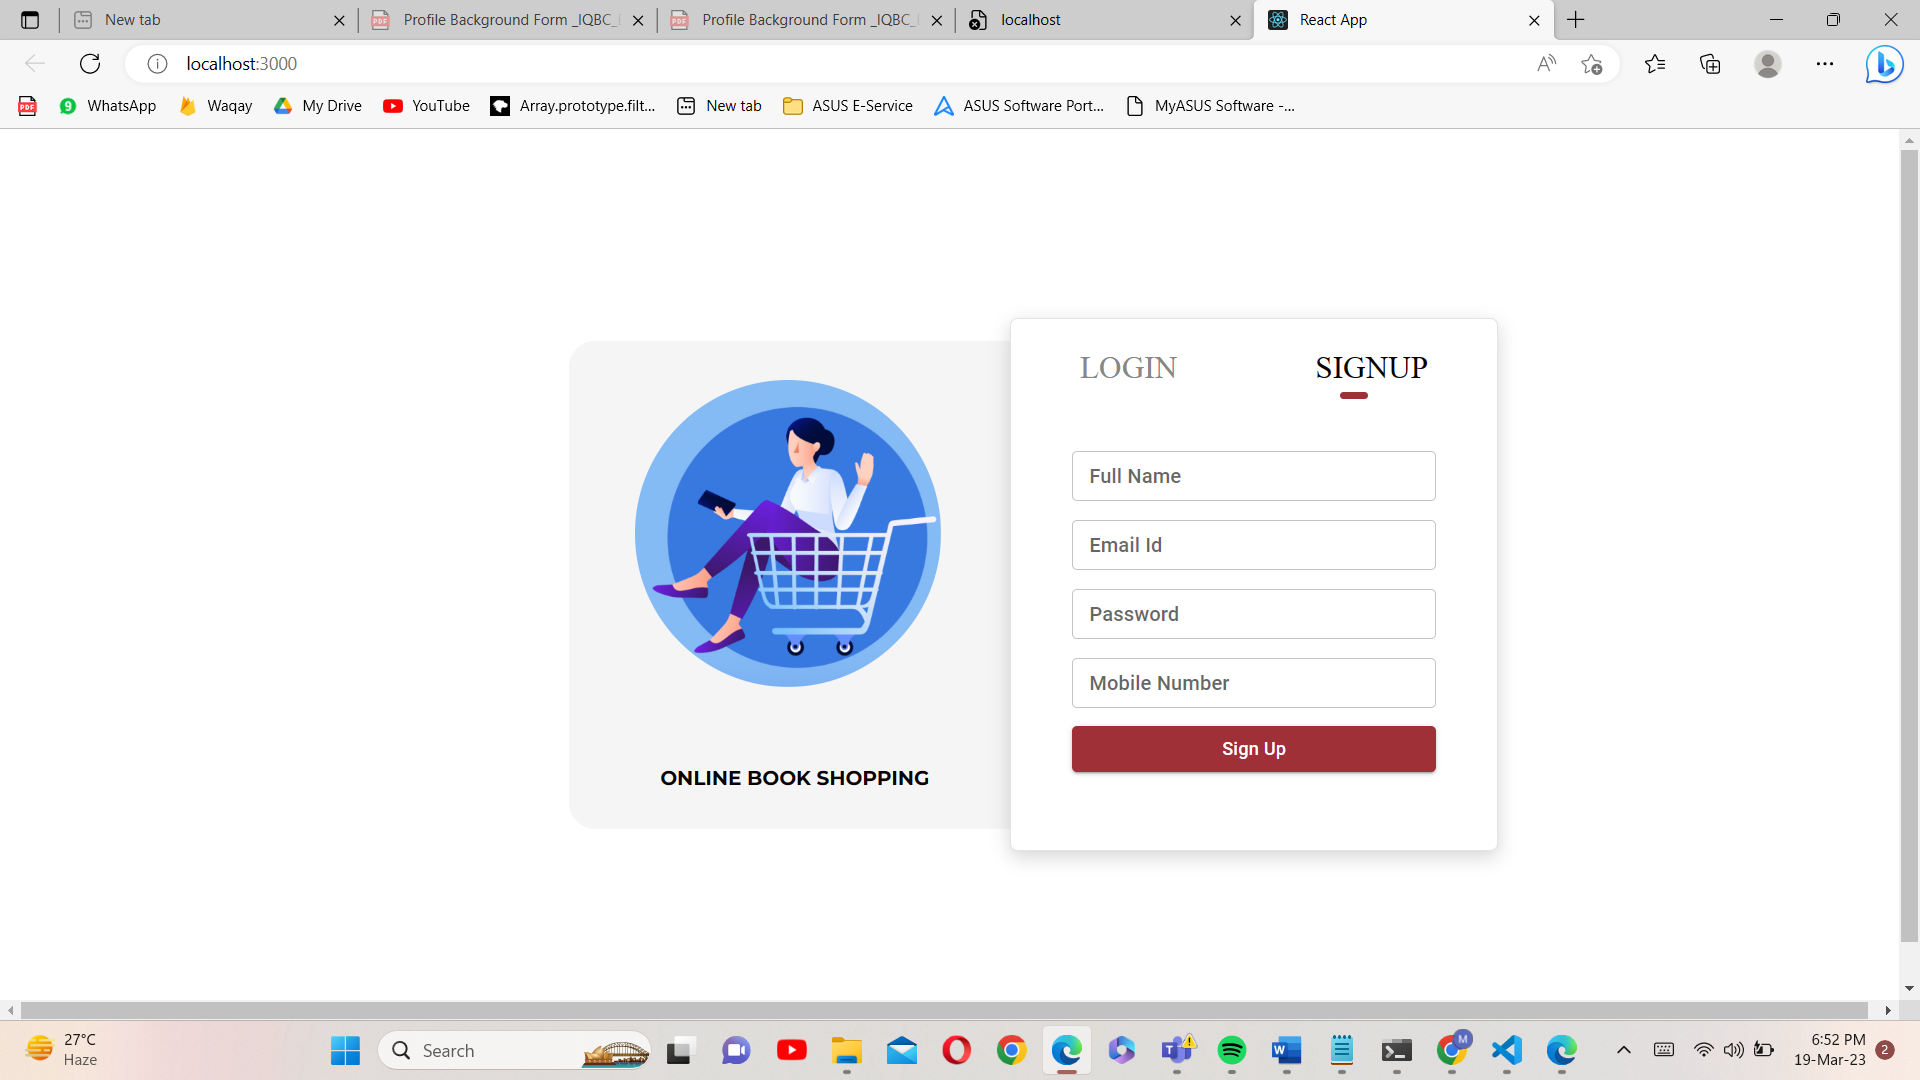 New tab
Profile Background Form _IQBC_
Profile Background Form _IQBC_
localhost
React App
localhost:3000
WhatsApp
Waqay
My Drive
YouTube
Array.prototype.filt...
New tab
ASUS E-Service
ASUS Software Port...
MyASUS Software -...
LOGIN
SIGNUP
Full Name
Email Id
Password
Mobile Number
Sign Up
ONLINE BOOK SHOPPING
27°C
Haze
Search
6:52 PM
19-Mar-23
2